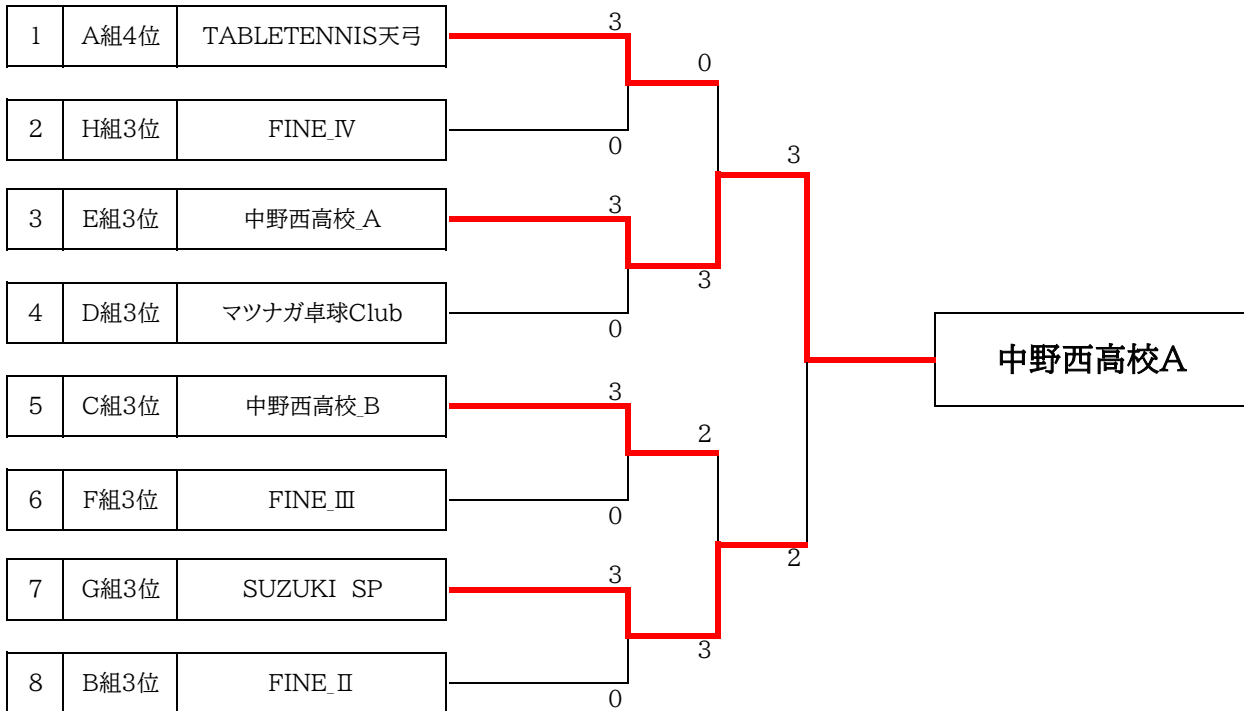 3
1 A組4位 TABLETENNIS天弓
0
2 H組3位 FINE_Ⅳ
0
3
3
3 E組3位 中野西高校_A
3
4 D組3位 マツナガ卓球Club
0
中野西高校A
5 C組3位 中野西高校_B
3
2
6 F組3位 FINE_Ⅲ
0
2
7 G組3位 SUZUKI SP
3
3
8 B組3位 FINE_Ⅱ
0